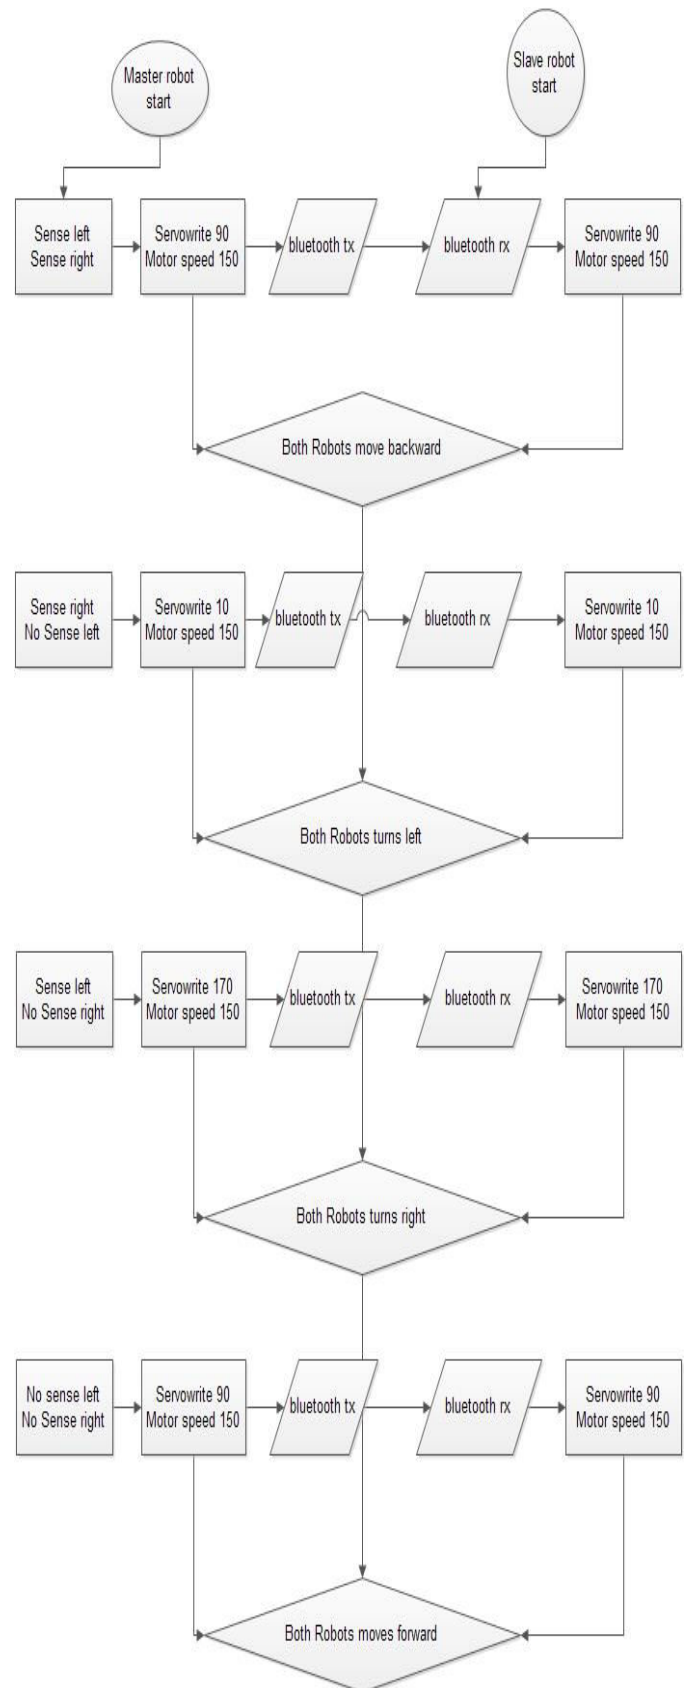 Master robot
start
Slave robot
start
Sense left
Sense right
Servowrite 90
Motor speed 150
bluetooth tx
bluetooth rx
Servowrite 90
Motor speed 150
Both Robots move backward
Sense right
No Sense left
Servowrite 10
Motor speed 150
bluetooth tx
bluetooth rx
Servowrite 10
Motor speed 150
Both Robots turns left
Sense left
No Sense right
Servowrite 170
Motor speed 150
bluetooth tx
bluetooth rx
Servowrite 170
Motor speed 150
Both Robots turns right
No sense left
No Sense right
Servowrite 90
Motor speed 150
bluetooth tx
bluetooth rx
Servowrite 90
Motor speed 150
Both Robots moves forward